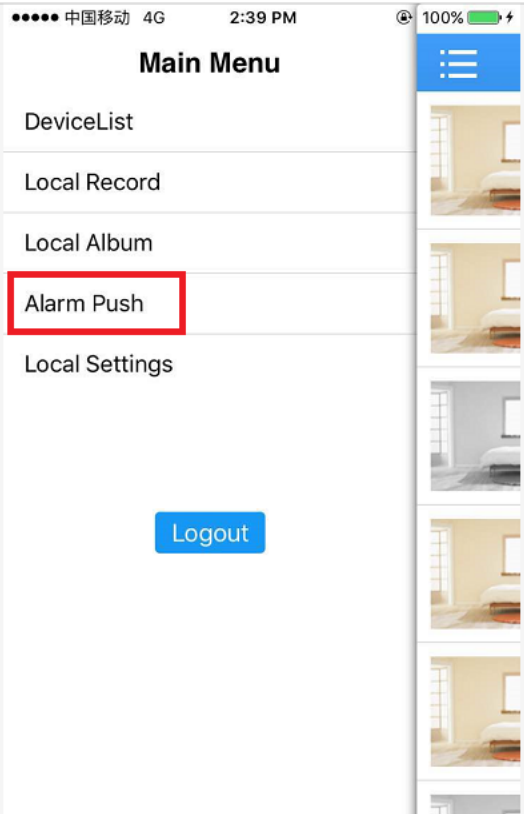 中国移动 4G 2:39 PM 100%
Main Menu
DeviceList
Local Record
Local Album
Alarm Push
Local Settings
Logout